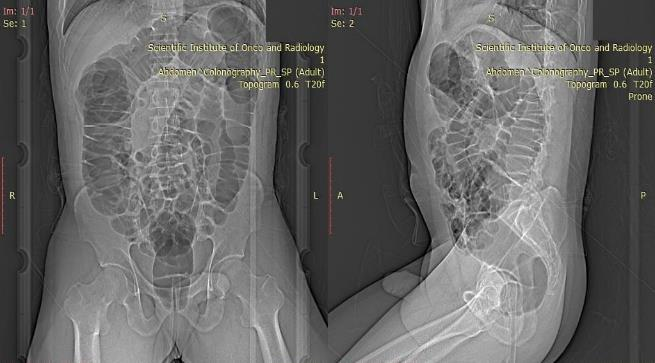 Im: 1/1
Se: 1
S
Scientific Institute of Onco and Radiology
1
Abdomen^Colonography_PR_SP (Adult)
Topogram 0.6 T20f
R
L
Im: 1/1
Se: 2
S
Scientific Institute of Onco and Radiology
1
Abdomen^Colonography_PR_SP (Adult)
Topogram 0.6 T20f
Prone
A
P